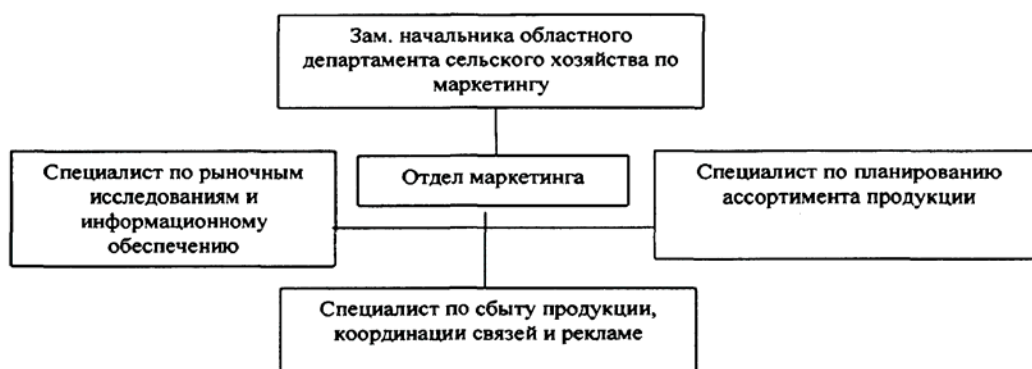 Зам. начальника областного
департамента сельского хозяйства по
маркетингу
Специалист по рыночным
исследованиям и
информационному
обеспечению
Отдел маркетинга
Специалист по планированию
ассортимента продукции
Специалист по сбыту продукции,
координации связей и рекламе